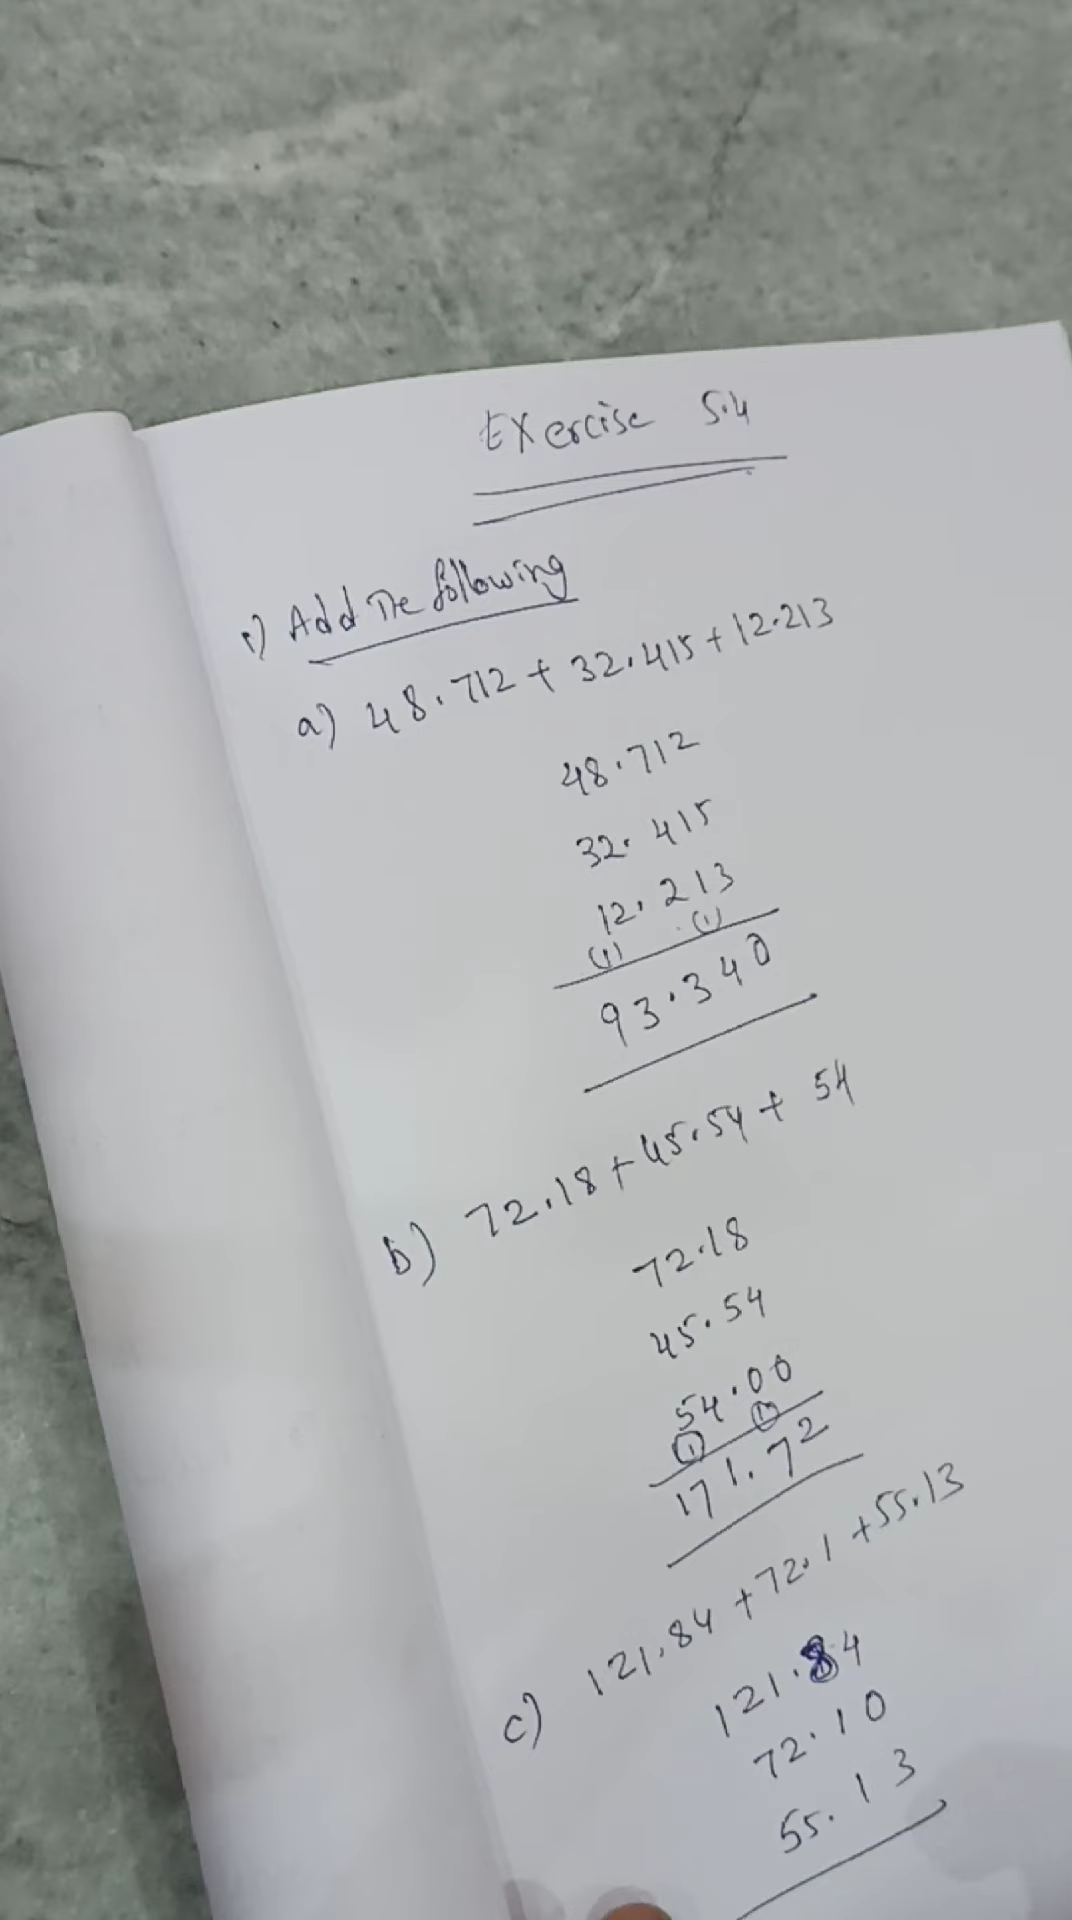 Exercise 5.4
1) Add The following
a) 48.712 + 32.415 + 12.213
48.712
32.415
12.213
(1) (1)
93.340
b) 72.18 + 45.54 + 54
72.18
45.54
54.00
(1) (1)
171.72
c) 121.84 + 72.1 + 55.13
121.84
72.10
55.13